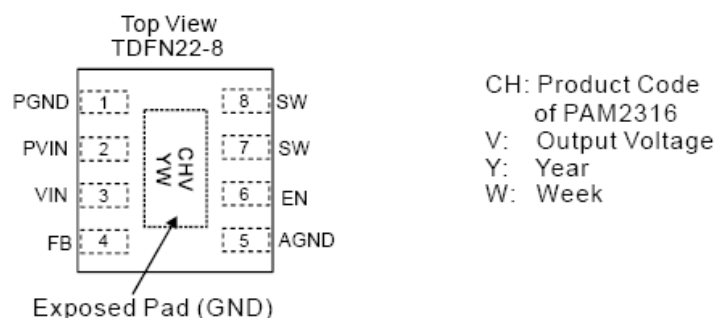 Top View
TDFN22-8
PGND 1 8 SW
PVIN 2 7 SW
VIN 3 6 EN
FB 4 5 AGND
CHV
YW
Exposed Pad (GND)
CH: Product Code
of PAM2316
V: Output Voltage
Y: Year
W: Week